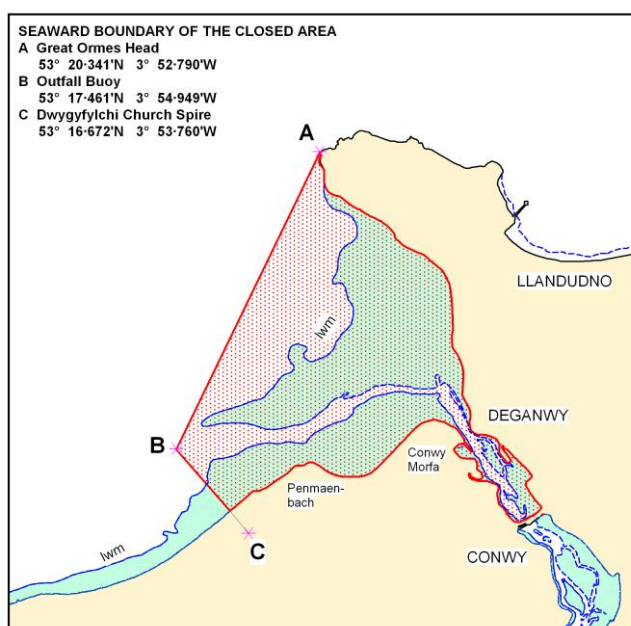 SEAWARD BOUNDARY OF THE CLOSED AREA
A Great Ormes Head
53° 20·341'N 3° 52·790'W
B Outfall Buoy
53° 17·461'N 3° 54·949'W
C Dwygyfylchi Church Spire
53° 16·672'N 3° 53·760'W
A
LLANDUDNO
lwm
DEGANWY
B
Conwy
Morfa
Penmaen-
bach
C
lwm
CONWY